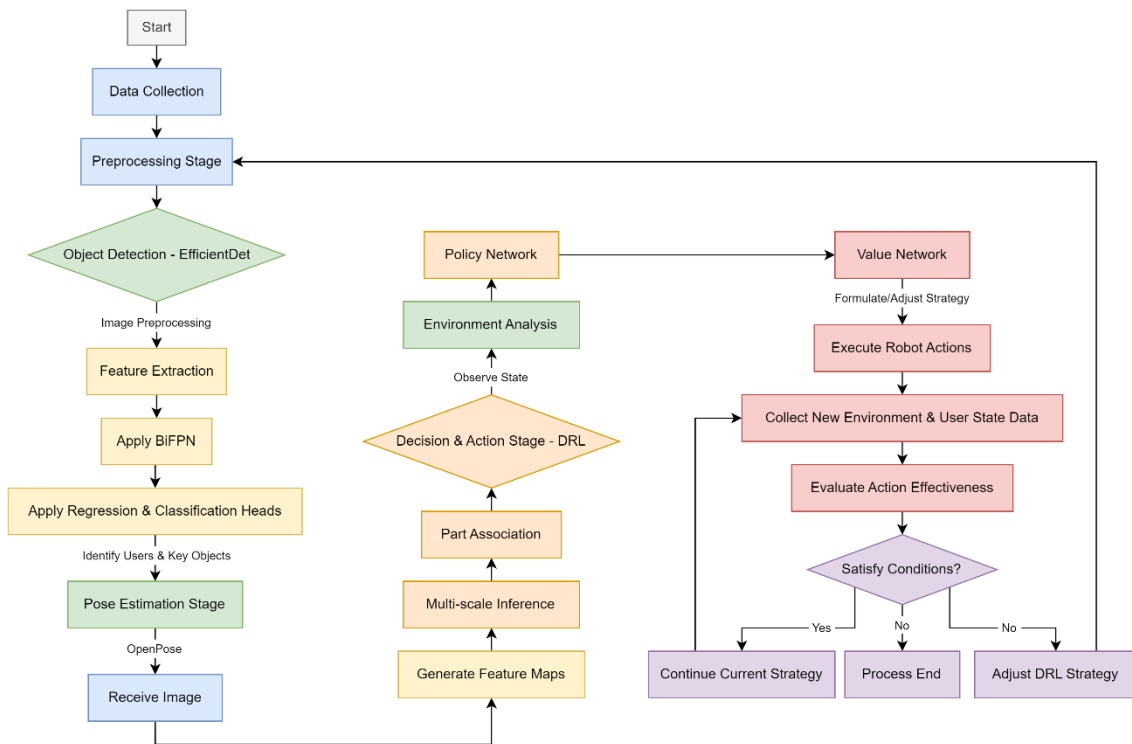 Start
Data Collection
Preprocessing Stage
Object Detection - EfficientDet
Image Preprocessing
Feature Extraction
Apply BiFPN
Apply Regression & Classification Heads
Identify Users & Key Objects
Pose Estimation Stage
OpenPose
Receive Image
Generate Feature Maps
Multi-scale Inference
Part Association
Decision & Action Stage - DRL
Observe State
Environment Analysis
Policy Network
Value Network
Formulate/Adjust Strategy
Execute Robot Actions
Collect New Environment & User State Data
Evaluate Action Effectiveness
Satisfy Conditions?
Yes
No
No
Continue Current Strategy
Process End
Adjust DRL Strategy